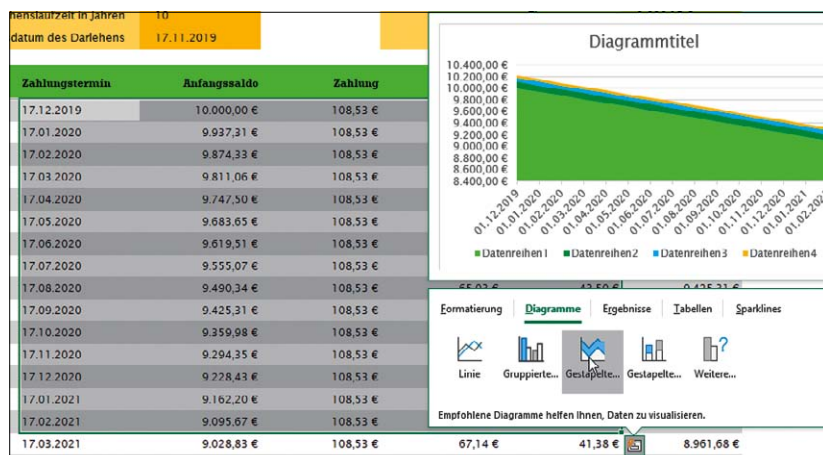 henslaufzeit in Jahren 10
datum des Darlehens 17.11.2019
Zahlungstermin Anfangssaldo Zahlung
17.12.2019 10.000,00 € 108,53 €
17.01.2020 9.937,31 € 108,53 €
17.02.2020 9.874,33 € 108,53 €
17.03.2020 9.811,06 € 108,53 €
17.04.2020 9.747,50 € 108,53 €
17.05.2020 9.683,65 € 108,53 €
17.06.2020 9.619,51 € 108,53 €
17.07.2020 9.555,07 € 108,53 €
17.08.2020 9.490,34 € 108,53 € 65,03 € 43,50 € 9.425,31 €
17.09.2020 9.425,31 € 108,53 €
17.10.2020 9.359,98 € 108,53 €
17.11.2020 9.294,35 € 108,53 €
17.12.2020 9.228,43 € 108,53 €
17.01.2021 9.162,20 € 108,53 €
17.02.2021 9.095,67 € 108,53 €
17.03.2021 9.028,83 € 108,53 € 67,14 € 41,38 € 8.961,68 €
Diagrammtitel
10.400,00 €
10.200,00 €
10.000,00 €
9.800,00 €
9.600,00 €
9.400,00 €
9.200,00 €
9.000,00 €
8.800,00 €
8.600,00 €
8.400,00 €
01.12.2019
01.01.2020
01.02.2020
01.03.2020
01.04.2020
01.05.2020
01.06.2020
01.07.2020
01.08.2020
01.09.2020
01.10.2020
01.11.2020
01.12.2020
01.01.2021
01.02.202
Datenreihen1 Datenreihen2 Datenreihen3 Datenreihen4
Formatierung Diagramme Ergebnisse Tabellen Sparklines
Linie Gruppierte... Gestapelte... Gestapelte... Weitere...
Empfohlene Diagramme helfen Ihnen, Daten zu visualisieren.